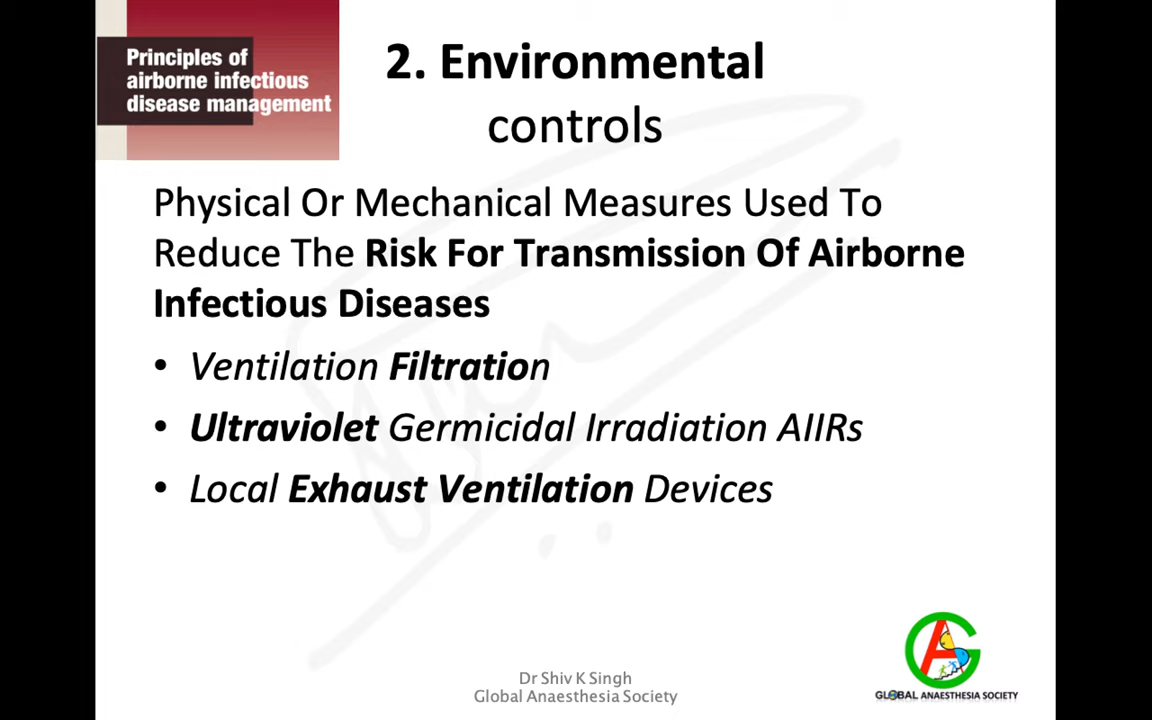 Principles of
airborne infectious
disease management
2. Environmental
controls
Physical Or Mechanical Measures Used To
Reduce The Risk For Transmission Of Airborne
Infectious Diseases
• Ventilation Filtration
• Ultraviolet Germicidal Irradiation AIIRs
• Local Exhaust Ventilation Devices
Dr Shiv K Singh
Global Anaesthesia Society
GAS
GLOBAL ANAESTHESIA SOCIETY